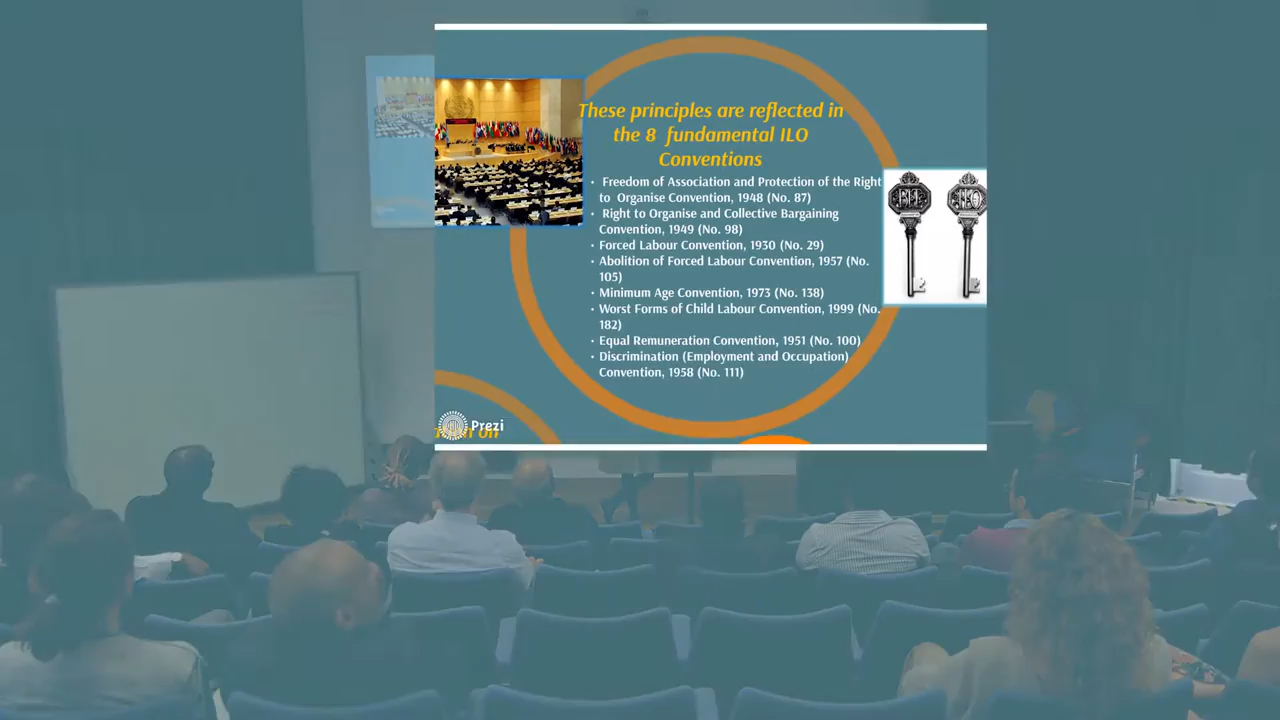 These principles are reflected in
the 8 fundamental ILO
Conventions
• Freedom of Association and Protection of the Right
to Organise Convention, 1948 (No. 87)
• Right to Organise and Collective Bargaining
Convention, 1949 (No. 98)
• Forced Labour Convention, 1930 (No. 29)
• Abolition of Forced Labour Convention, 1957 (No.
105)
• Minimum Age Convention, 1973 (No. 138)
• Worst Forms of Child Labour Convention, 1999 (No.
182)
• Equal Remuneration Convention, 1951 (No. 100)
• Discrimination (Employment and Occupation)
Convention, 1958 (No. 111)
ILO
Prezi
on